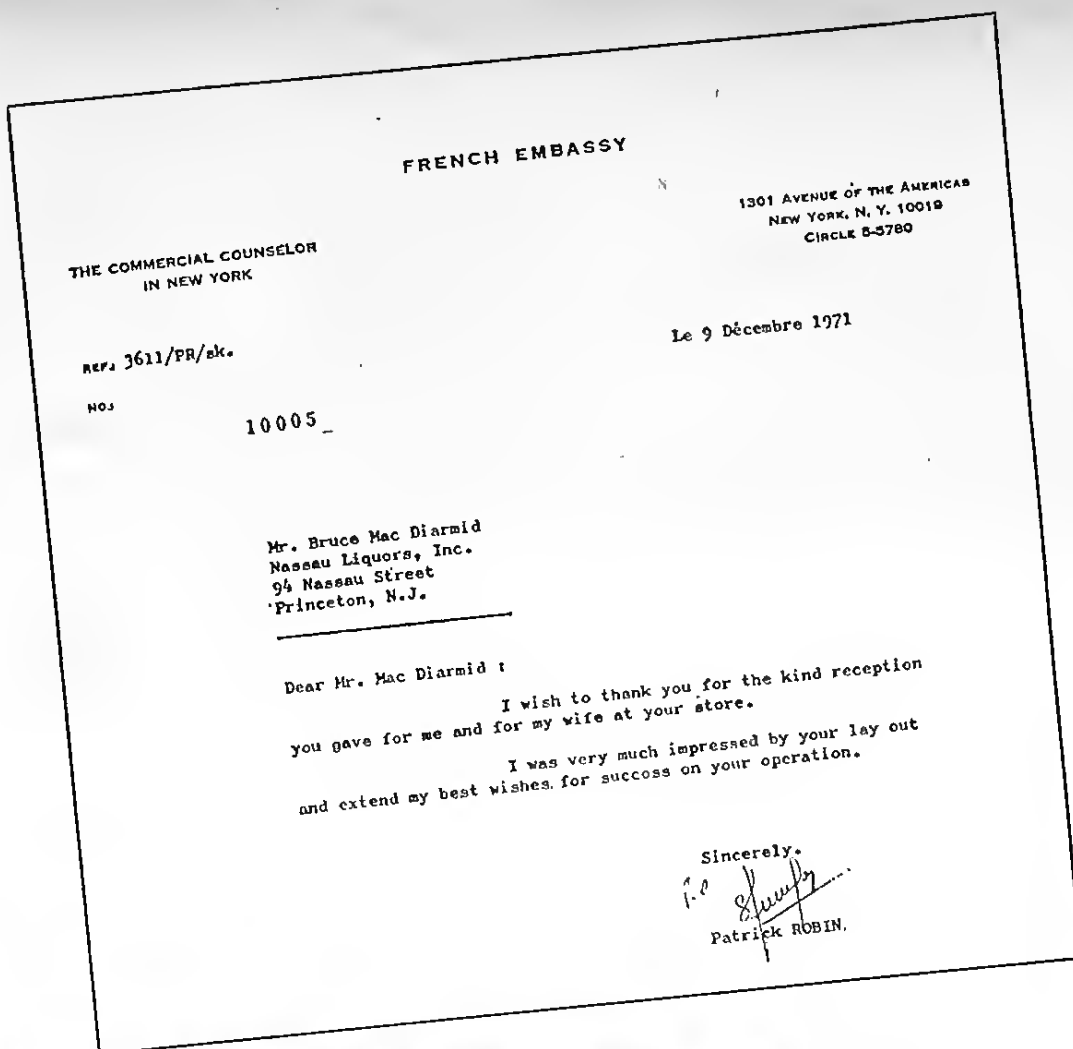 FRENCH EMBASSY
1301 AVENUE OF THE AMERICAS
NEW YORK, N. Y. 10019
CIRCLE 5-5780
THE COMMERCIAL COUNSELOR
IN NEW YORK
Le 9 Décembre 1971
REF.: 3611/PR/sk.
NO:
10005_
Mr. Bruce Mac Diarmid
Nassau Liquors, Inc.
94 Nassau Street
Princeton, N.J.
Dear Mr. Mac Diarmid :
I wish to thank you for the kind reception
you gave for me and for my wife at your store.
I was very much impressed by your lay out
and extend my best wishes for success on your operation.
Sincerely.
Patrick ROBIN.